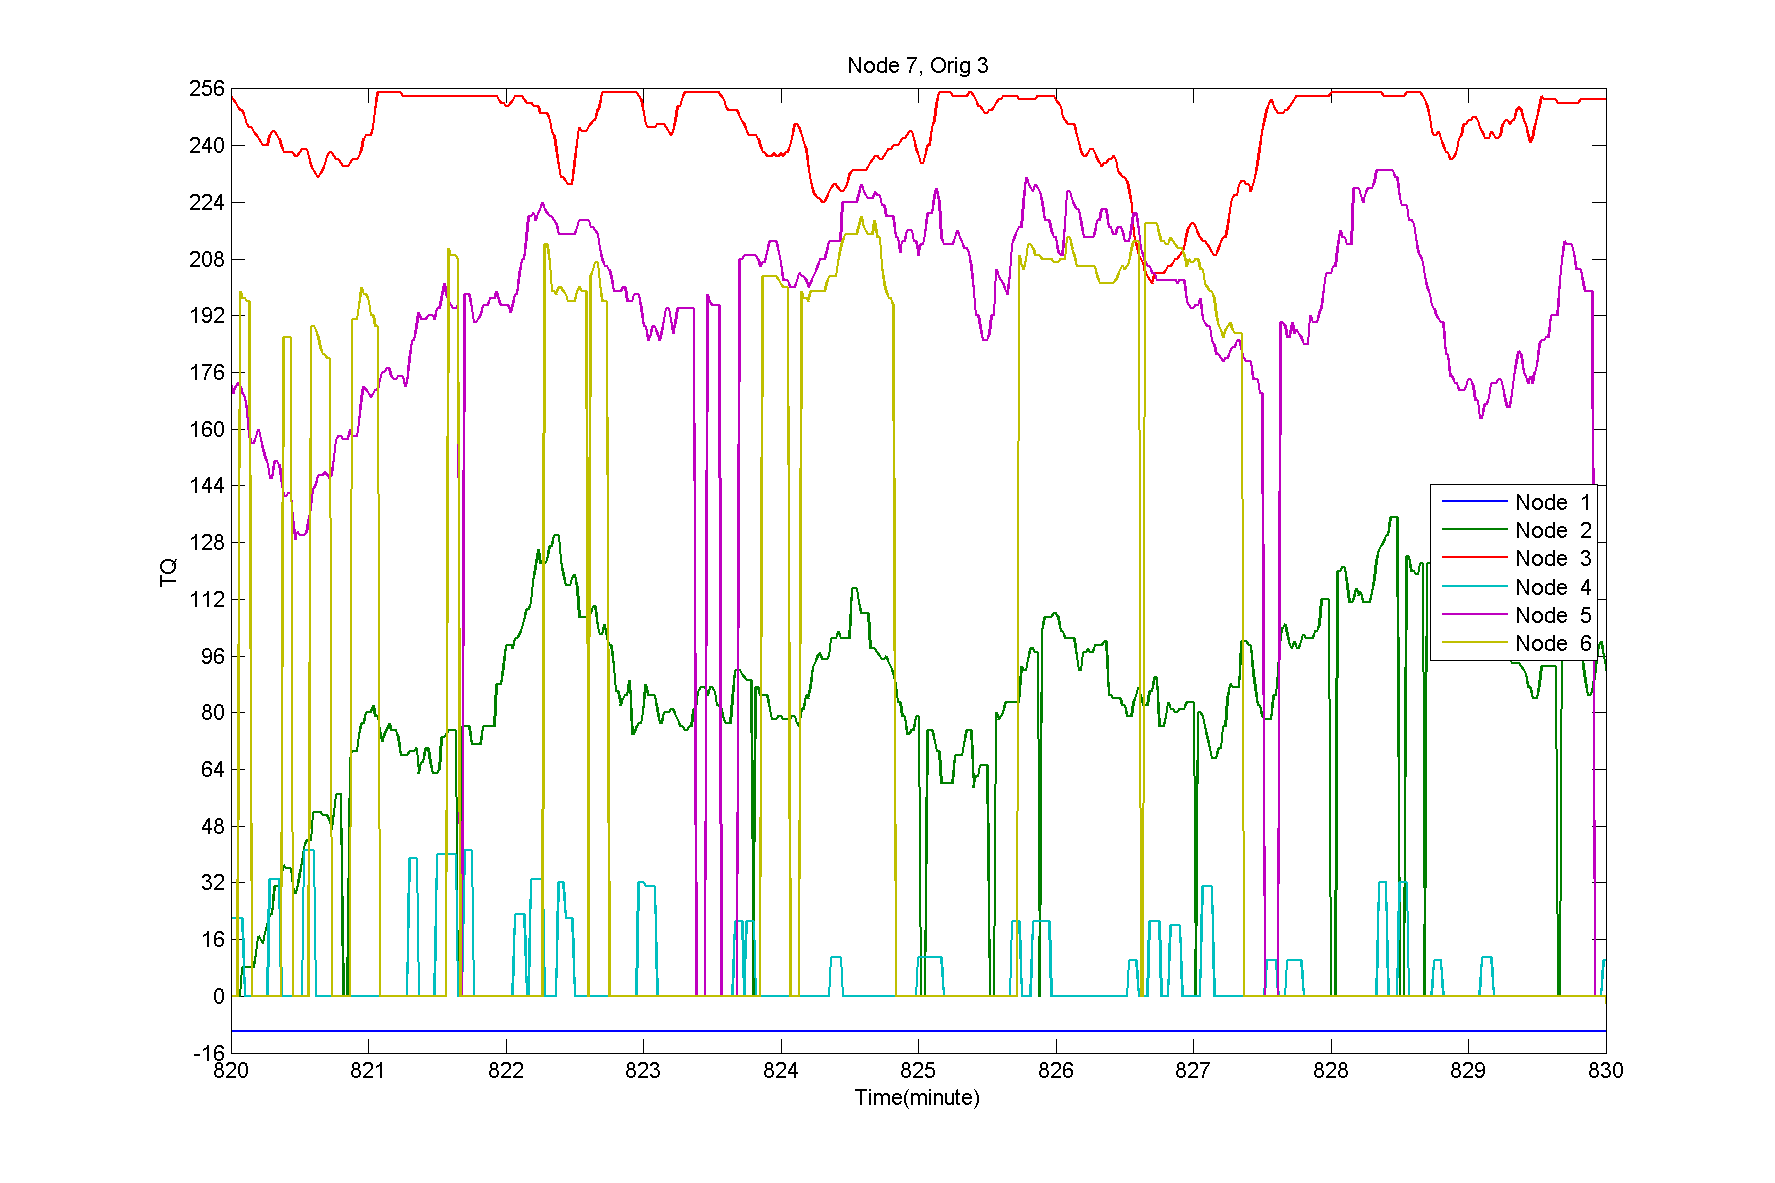 Node 7, Orig 3
256
240
224
208
192
176
160
144
128
112
96
80
64
48
32
16
0
-16
TQ
Node 1
Node 2
Node 3
Node 4
Node 5
Node 6
820 821 822 823 824 825 826 827 828 829 830
Time(minute)